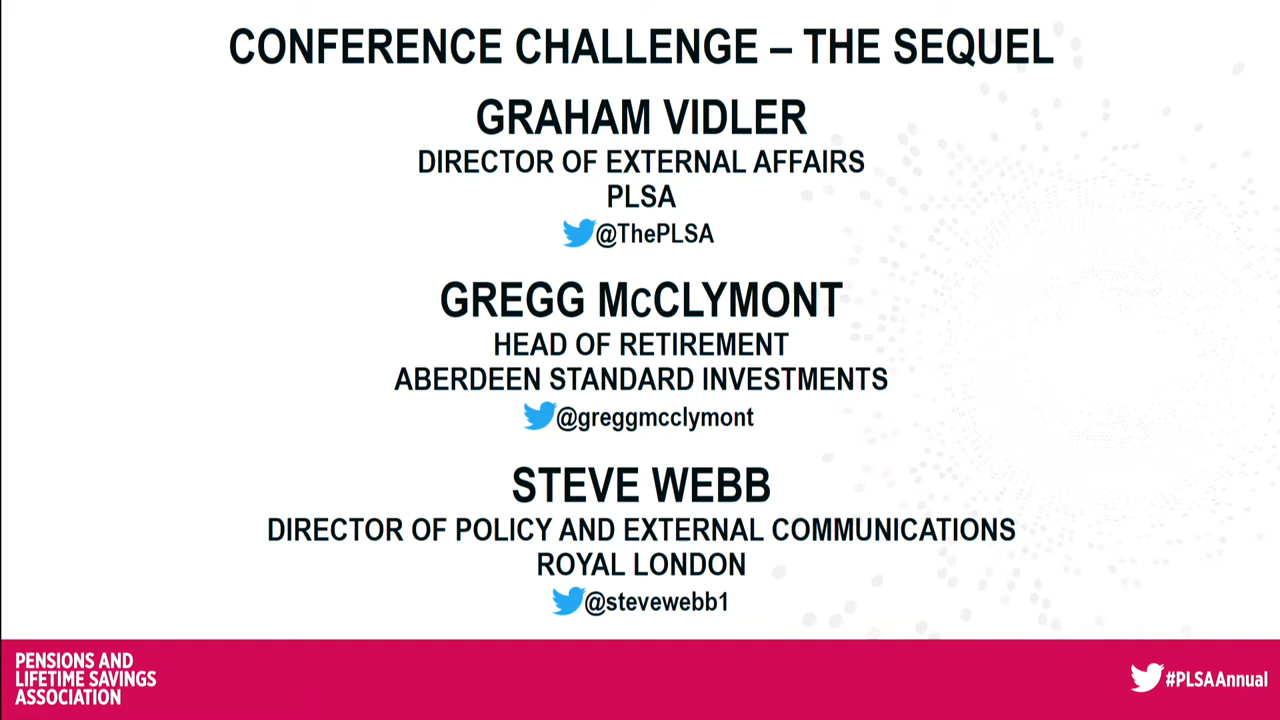 CONFERENCE CHALLENGE – THE SEQUEL
GRAHAM VIDLER
DIRECTOR OF EXTERNAL AFFAIRS
PLSA
@ThePLSA
GREGG McCLYMONT
HEAD OF RETIREMENT
ABERDEEN STANDARD INVESTMENTS
@greggmcclymont
STEVE WEBB
DIRECTOR OF POLICY AND EXTERNAL COMMUNICATIONS
ROYAL LONDON
@stevewebb1
PENSIONS AND
LIFETIME SAVINGS
ASSOCIATION
#PLSAAnnual